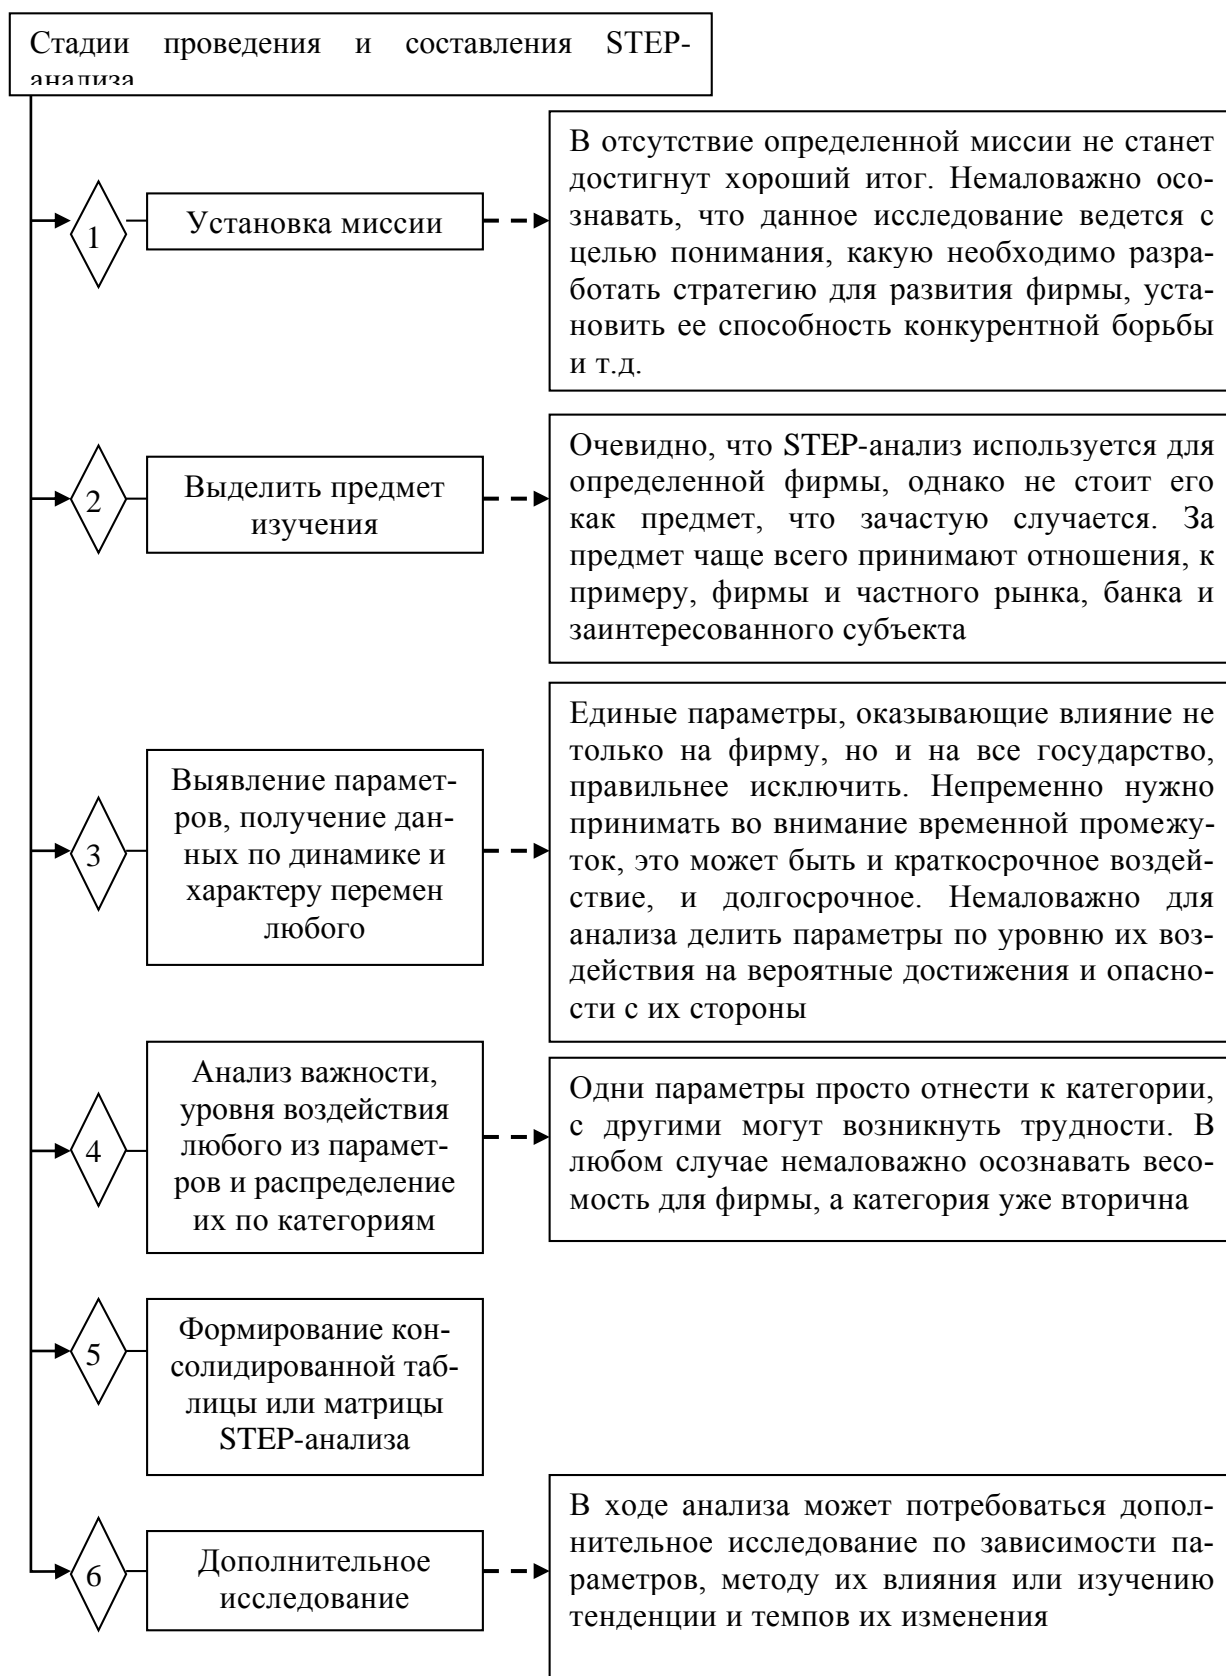 Стадии проведения и составления STEP-
анализа
1
Установка миссии
В отсутствие определенной миссии не станет
достигнут хороший итог. Немаловажно осо-
знавать, что данное исследование ведется с
целью понимания, какую необходимо разра-
ботать стратегию для развития фирмы, уста-
новить ее способность конкурентной борьбы
и т.д.
2
Выделить предмет
изучения
Очевидно, что STEP-анализ используется для
определенной фирмы, однако не стоит его
как предмет, что зачастую случается. За
предмет чаще всего принимают отношения, к
примеру, фирмы и частного рынка, банка и
заинтересованного субъекта
3
Выявление парамет-
ров, получение дан-
ных по динамике и
характеру перемен
любого
Единые параметры, оказывающие влияние не
только на фирму, но и на все государство,
правильнее исключить. Непременно нужно
принимать во внимание временной промежу-
ток, это может быть и краткосрочное воздей-
ствие, и долгосрочное. Немаловажно для
анализа делить параметры по уровню их воз-
действия на вероятные достижения и опасно-
сти с их стороны
4
Анализ важности,
уровня воздействия
любого из парамет-
ров и распределение
их по категориям
Одни параметры просто отнести к категории,
с другими могут возникнуть трудности. В
любом случае немаловажно осознавать весо-
мость для фирмы, а категория уже вторична
5
Формирование кон-
солидированной таб-
лицы или матрицы
STEP-анализа
6
Дополнительное
исследование
В ходе анализа может потребоваться допол-
нительное исследование по зависимости па-
раметров, методу их влияния или изучению
тенденции и темпов их изменения